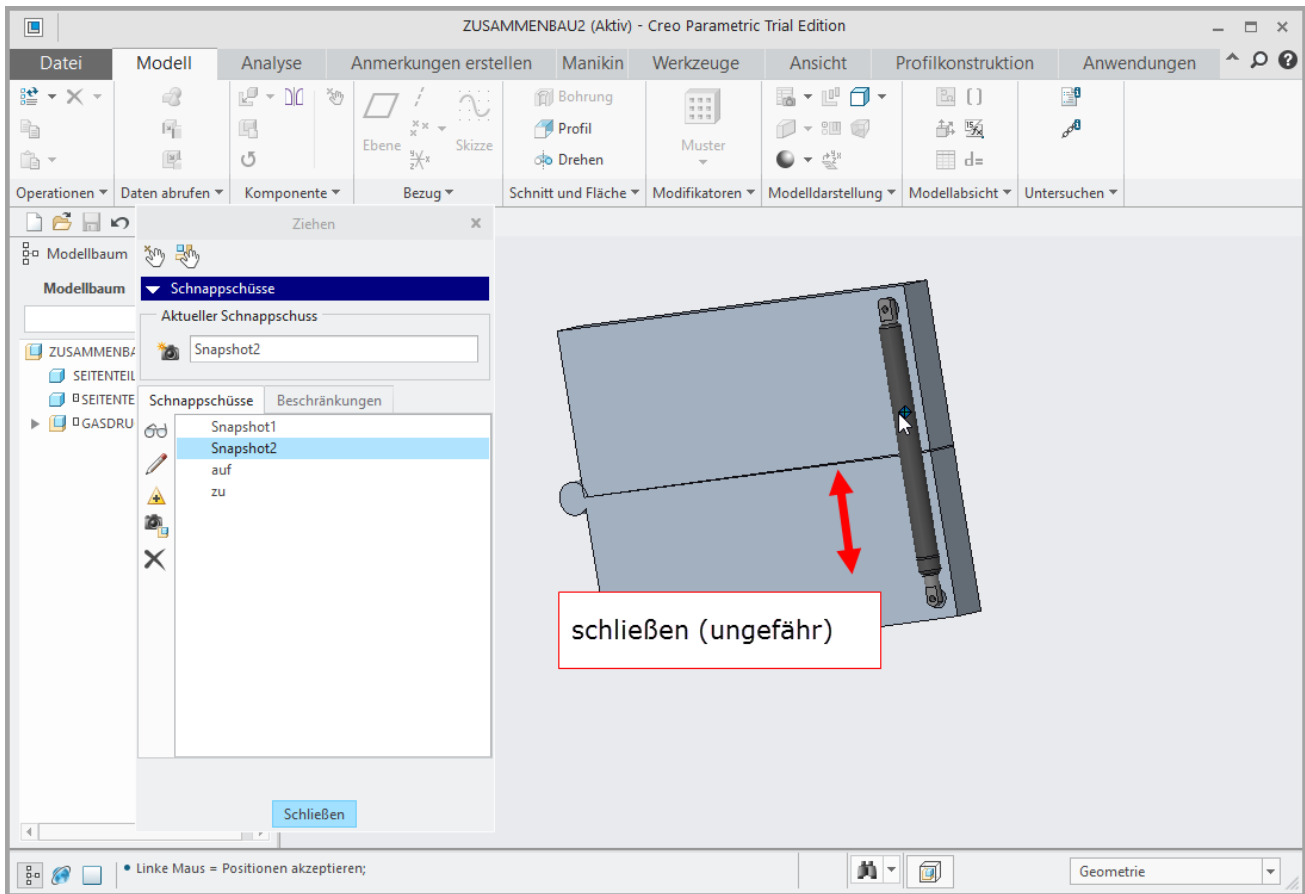 ZUSAMMENBAU2 (Aktiv) - Creo Parametric Trial Edition
Datei Modell Analyse Anmerkungen erstellen Manikin Werkzeuge Ansicht Profilkonstruktion Anwendungen
Bohrung
Profil
Drehen
Ebene
Skizze
Muster
d=
Operationen Daten abrufen Komponente Bezug Schnitt und Fläche Modifikatoren Modelldarstellung Modellabsicht Untersuchen
Ziehen
Modellbaum
Modellbaum
Schnappschüsse
Aktueller Schnappschuss
Snapshot2
ZUSAMMENBA
SEITENTEIL
SEITENTE
GASDRU
Schnappschüsse Beschränkungen
Snapshot1
Snapshot2
auf
zu
schließen (ungefähr)
Schließen
Linke Maus = Positionen akzeptieren;
Geometrie